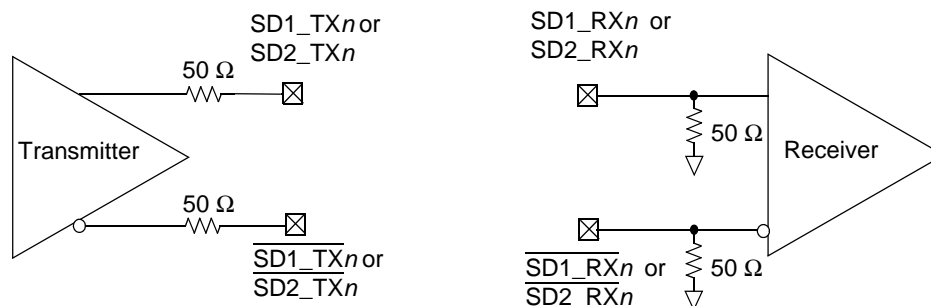 SD1_TXn or
SD2_TXn
50 Ω
Transmitter
50 Ω
SD1_TXn or
SD2_TXn
SD1_RXn or
SD2_RXn
50 Ω
Receiver
50 Ω
SD1_RXn or
SD2_RXn